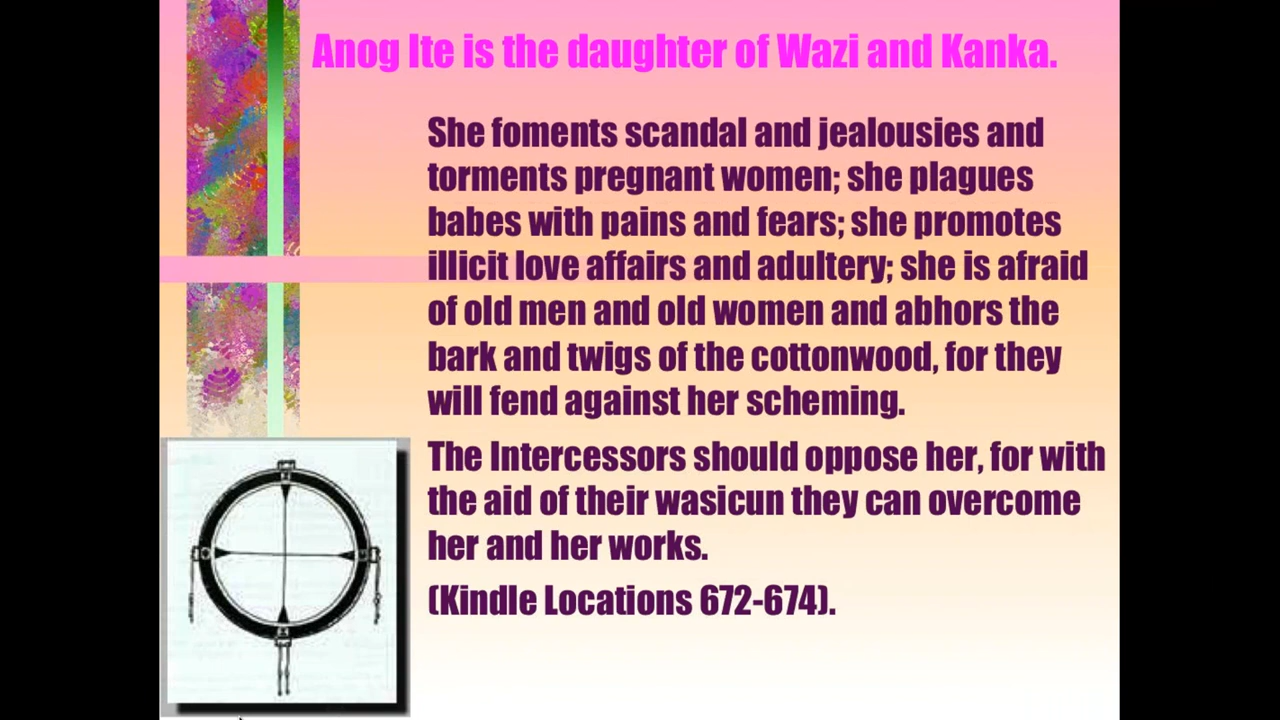 Anog Ite is the daughter of Wazi and Kanka.
She foments scandal and jealousies and
torments pregnant women; she plagues
babes with pains and fears; she promotes
illicit love affairs and adultery; she is afraid
of old men and old women and abhors the
bark and twigs of the cottonwood, for they
will fend against her scheming.
The Intercessors should oppose her, for with
the aid of their wasicun they can overcome
her and her works.
(Kindle Locations 672-674).